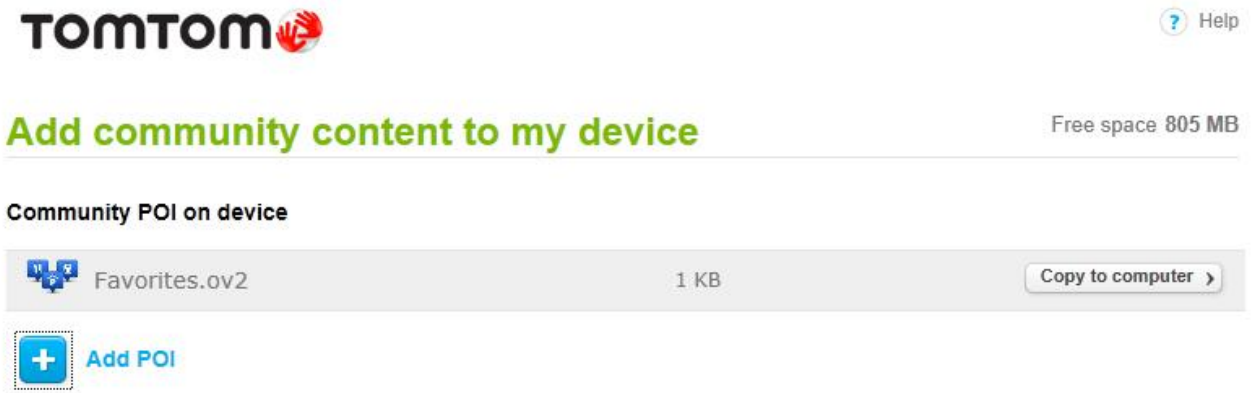 TOMTOM
? Help
Add community content to my device
Free space 805 MB
Community POI on device
Favorites.ov2 1 KB Copy to computer
Add POI